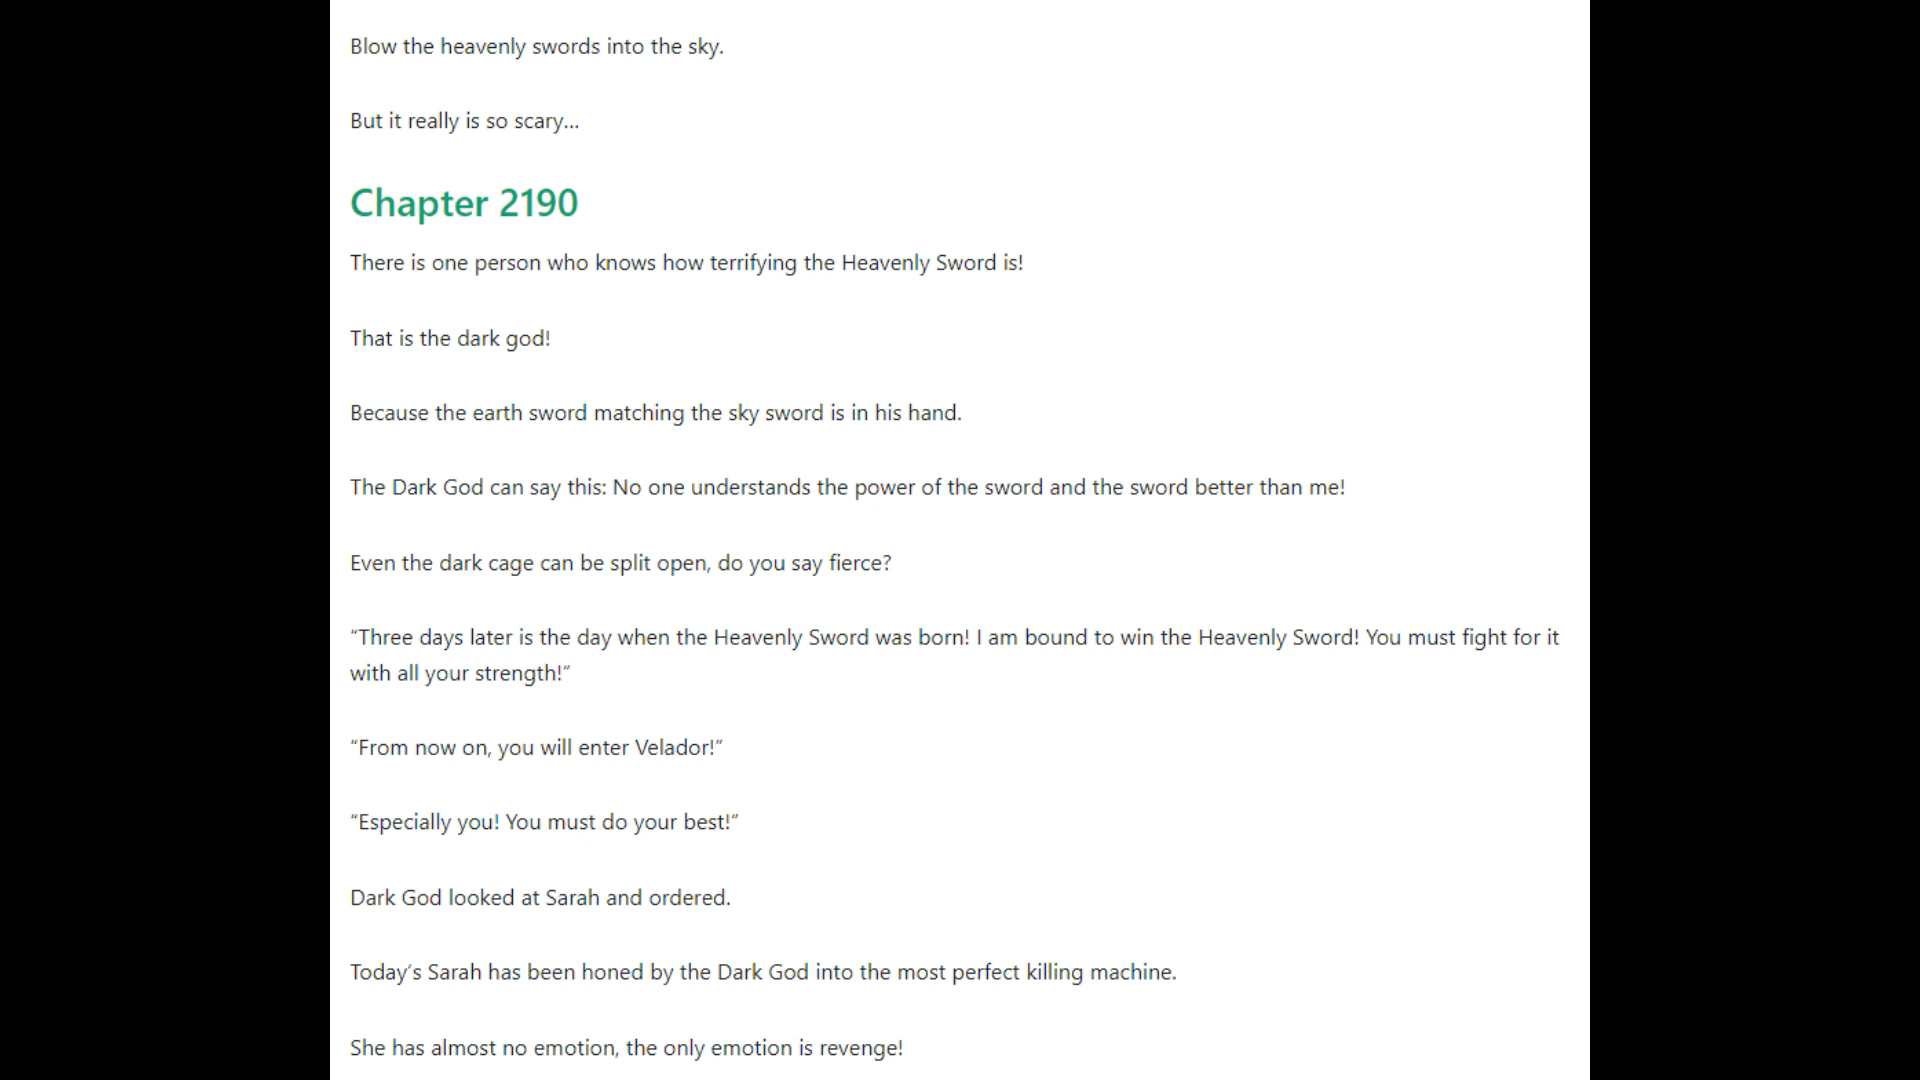 Blow the heavenly swords into the sky.
But it really is so scary...
Chapter 2190
There is one person who knows how terrifying the Heavenly Sword is!
That is the dark god!
Because the earth sword matching the sky sword is in his hand.
The Dark God can say this: No one understands the power of the sword and the sword better than me!
Even the dark cage can be split open, do you say fierce?
“Three days later is the day when the Heavenly Sword was born! I am bound to win the Heavenly Sword! You must fight for it
with all your strength!”
“From now on, you will enter Velador!”
“Especially you! You must do your best!”
Dark God looked at Sarah and ordered.
Today’s Sarah has been honed by the Dark God into the most perfect killing machine.
She has almost no emotion, the only emotion is revenge!